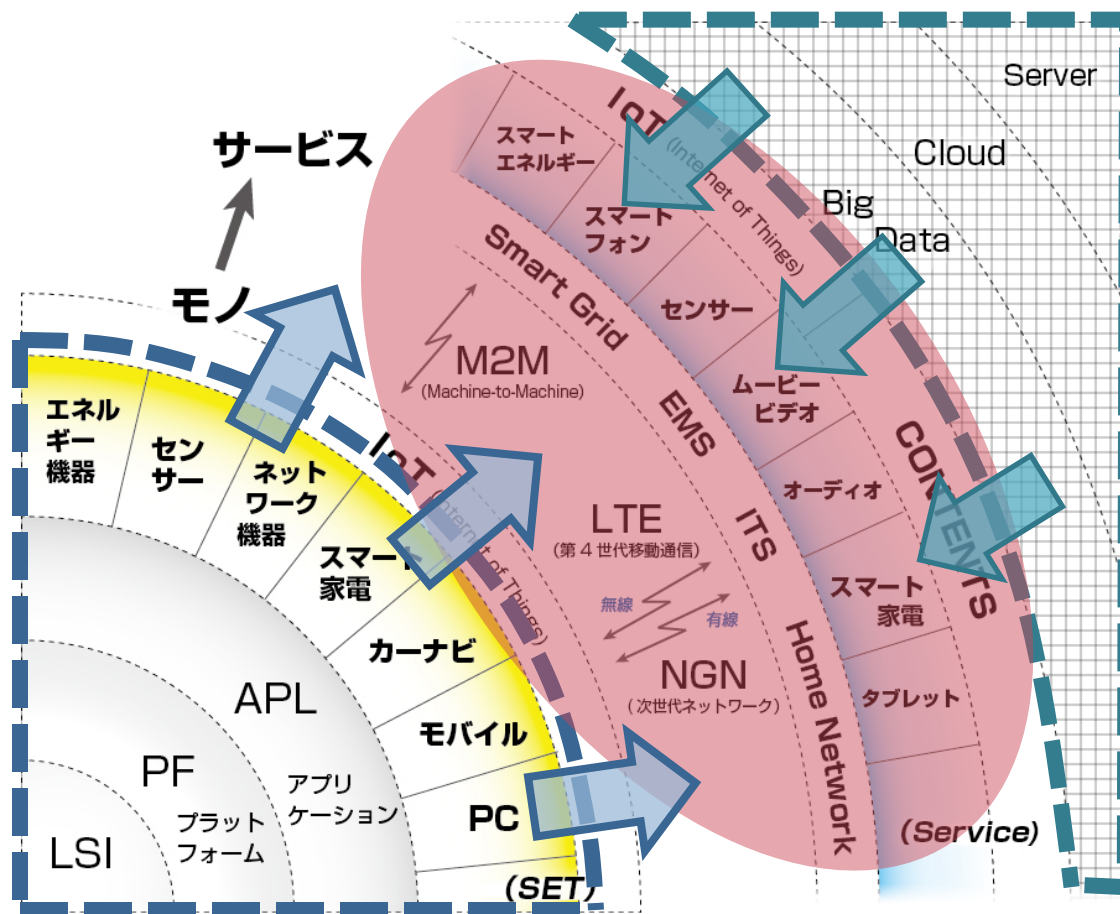 Server
Cloud
Big
Data
サービス
モノ
IoT (Internet of Things)
スマート
エネルギー
スマート
フォン
センサー
ムービー
ビデオ
オーディオ
スマート
家電
タブレット
(Service)
CONTENTS
Smart Grid
EMS
ITS
Home Network
M2M
(Machine-to-Machine)
LTE
(第4世代移動通信)
無線
有線
NGN
(次世代ネットワーク)
IoT (Internet of Things)
エネル
ギー
機器
セン
サー
ネット
ワーク
機器
スマート
家電
カーナビ
モバイル
PC
(SET)
APL
アプリ
ケーション
PF
プラット
フォーム
LSI